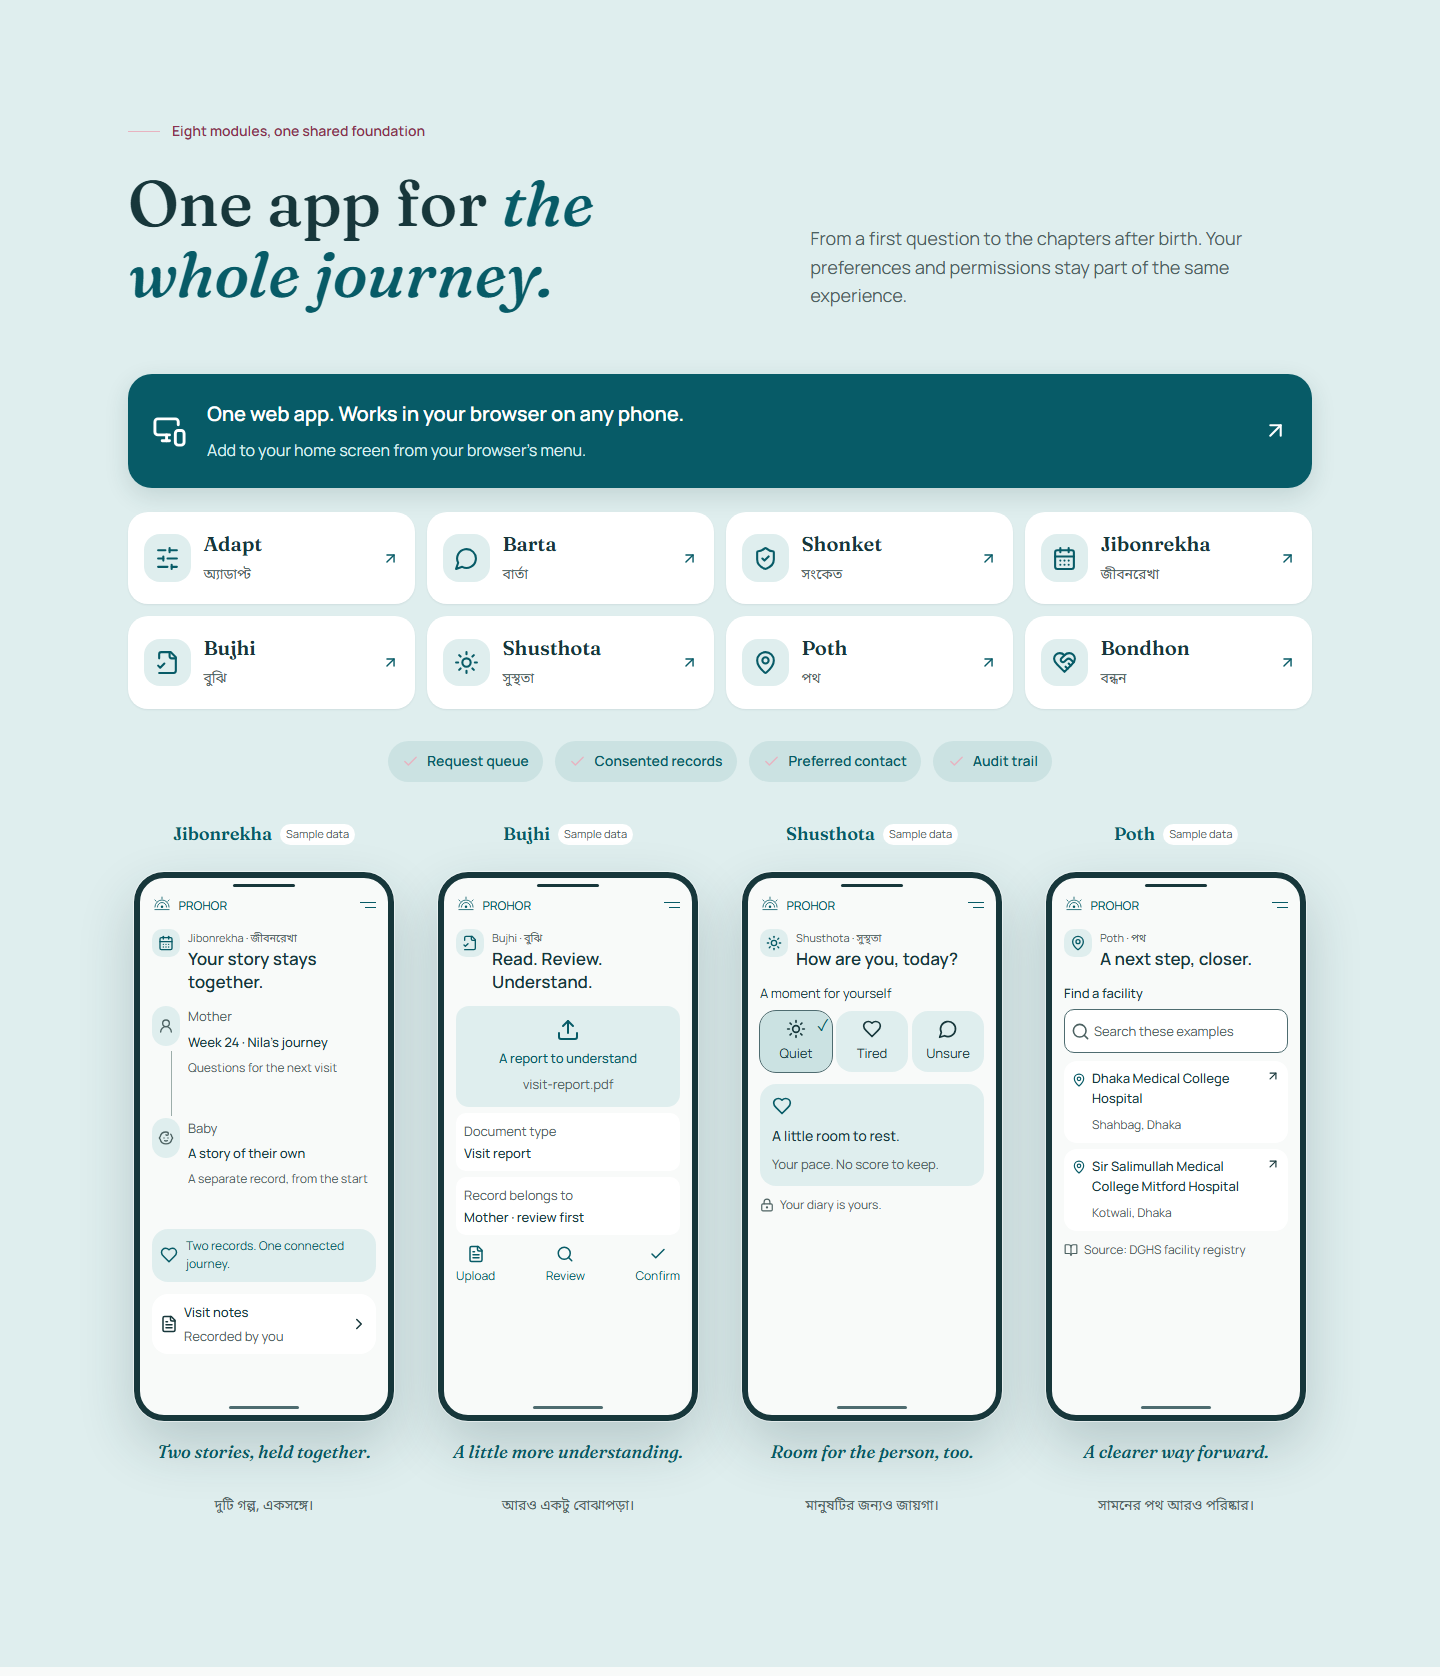 Eight modules, one shared foundation
One app for the
whole journey.
From a first question to the chapters after birth. Your
preferences and permissions stay part of the same
experience.
One web app. Works in your browser on any phone.
Add to your home screen from your browser's menu.
Adapt
অ্যাডাপ্ট
Barta
বার্তা
Shonket
সংকেত
Jibonrekha
জীবনরেখা
Bujhi
বুঝি
Shusthota
সুস্থতা
Poth
পথ
Bondhon
বন্ধন
Request queue
Consented records
Preferred contact
Audit trail
Jibonrekha Sample data
PROHOR
Jibonrekha · জীবনরেখা
Your story stays
together.
Mother
Week 24 · Nila's journey
Questions for the next visit
Baby
A story of their own
A separate record, from the start
Two records. One connected
journey.
Visit notes
Recorded by you
Two stories, held together.
দুটি গল্প, একসঙ্গে।
Bujhi Sample data
PROHOR
Bujhi · বুঝি
Read. Review.
Understand.
A report to understand
visit-report.pdf
Document type
Visit report
Record belongs to
Mother · review first
Upload Review Confirm
A little more understanding.
আরও একটু বোঝাপড়া।
Shusthota Sample data
PROHOR
Shusthota · সুস্থতা
How are you, today?
A moment for yourself
Quiet Tired Unsure
A little room to rest.
Your pace. No score to keep.
Your diary is yours.
Room for the person, too.
মানুষটির জন্যও জায়গা।
Poth Sample data
PROHOR
Poth · পথ
A next step, closer.
Find a facility
Search these examples
Dhaka Medical College
Hospital
Shahbag, Dhaka
Sir Salimullah Medical
College Mitford Hospital
Kotwali, Dhaka
Source: DGHS facility registry
A clearer way forward.
সামনের পথ আরও পরিষ্কার।